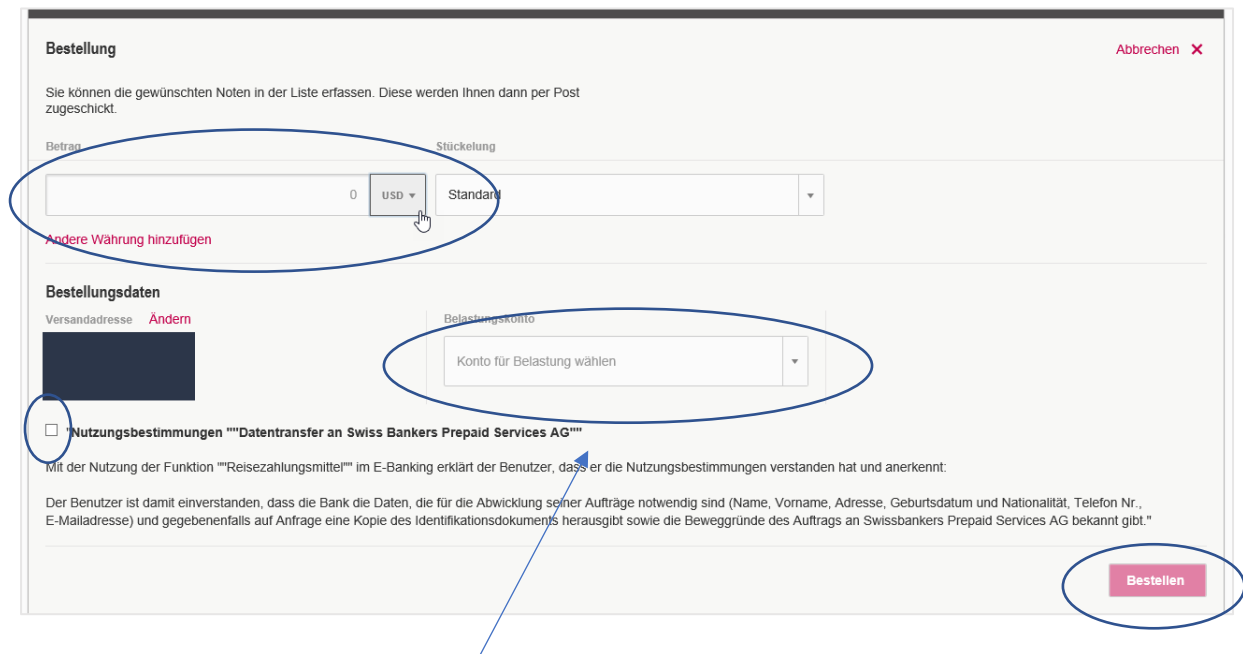 Bestellung
Abbrechen ×
Sie können die gewünschten Noten in der Liste erfassen. Diese werden Ihnen dann per Post
zugeschickt.
Betrag Stückelung
0 USD Standard
Andere Währung hinzufügen
Bestellungsdaten
Versandadresse Ändern Belastungskonto
Konto für Belastung wählen
"Nutzungsbestimmungen ""Datentransfer an Swiss Bankers Prepaid Services AG""
Mit der Nutzung der Funktion ""Reisezahlungsmittel"" im E-Banking erklärt der Benutzer, dass er die Nutzungsbestimmungen verstanden hat und anerkennt:
Der Benutzer ist damit einverstanden, dass die Bank die Daten, die für die Abwicklung seiner Aufträge notwendig sind (Name, Vorname, Adresse, Geburtsdatum und Nationalität, Telefon Nr.,
E-Mailadresse) und gegebenenfalls auf Anfrage eine Kopie des Identifikationsdokuments herausgibt sowie die Beweggründe des Auftrags an Swissbankers Prepaid Services AG bekannt gibt."
Bestellen